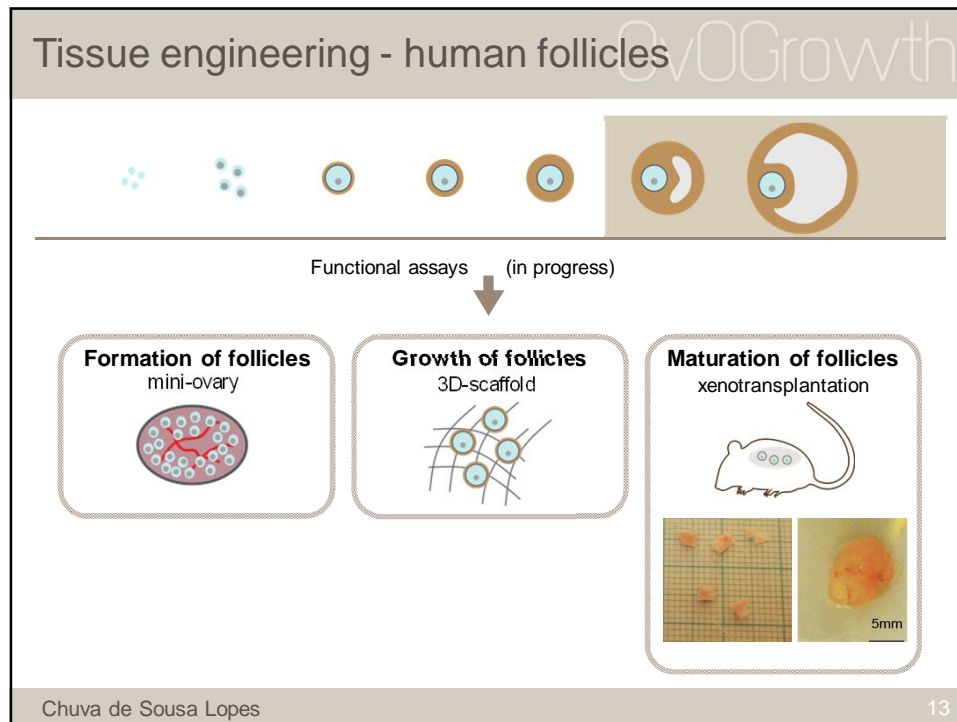 Tissue engineering - human follicles
OvOGrowth
Functional assays (in progress)
Formation of follicles
mini-ovary
Growth of follicles
3D-scaffold
Maturation of follicles
xenotransplantation
5mm
Chuva de Sousa Lopes
13